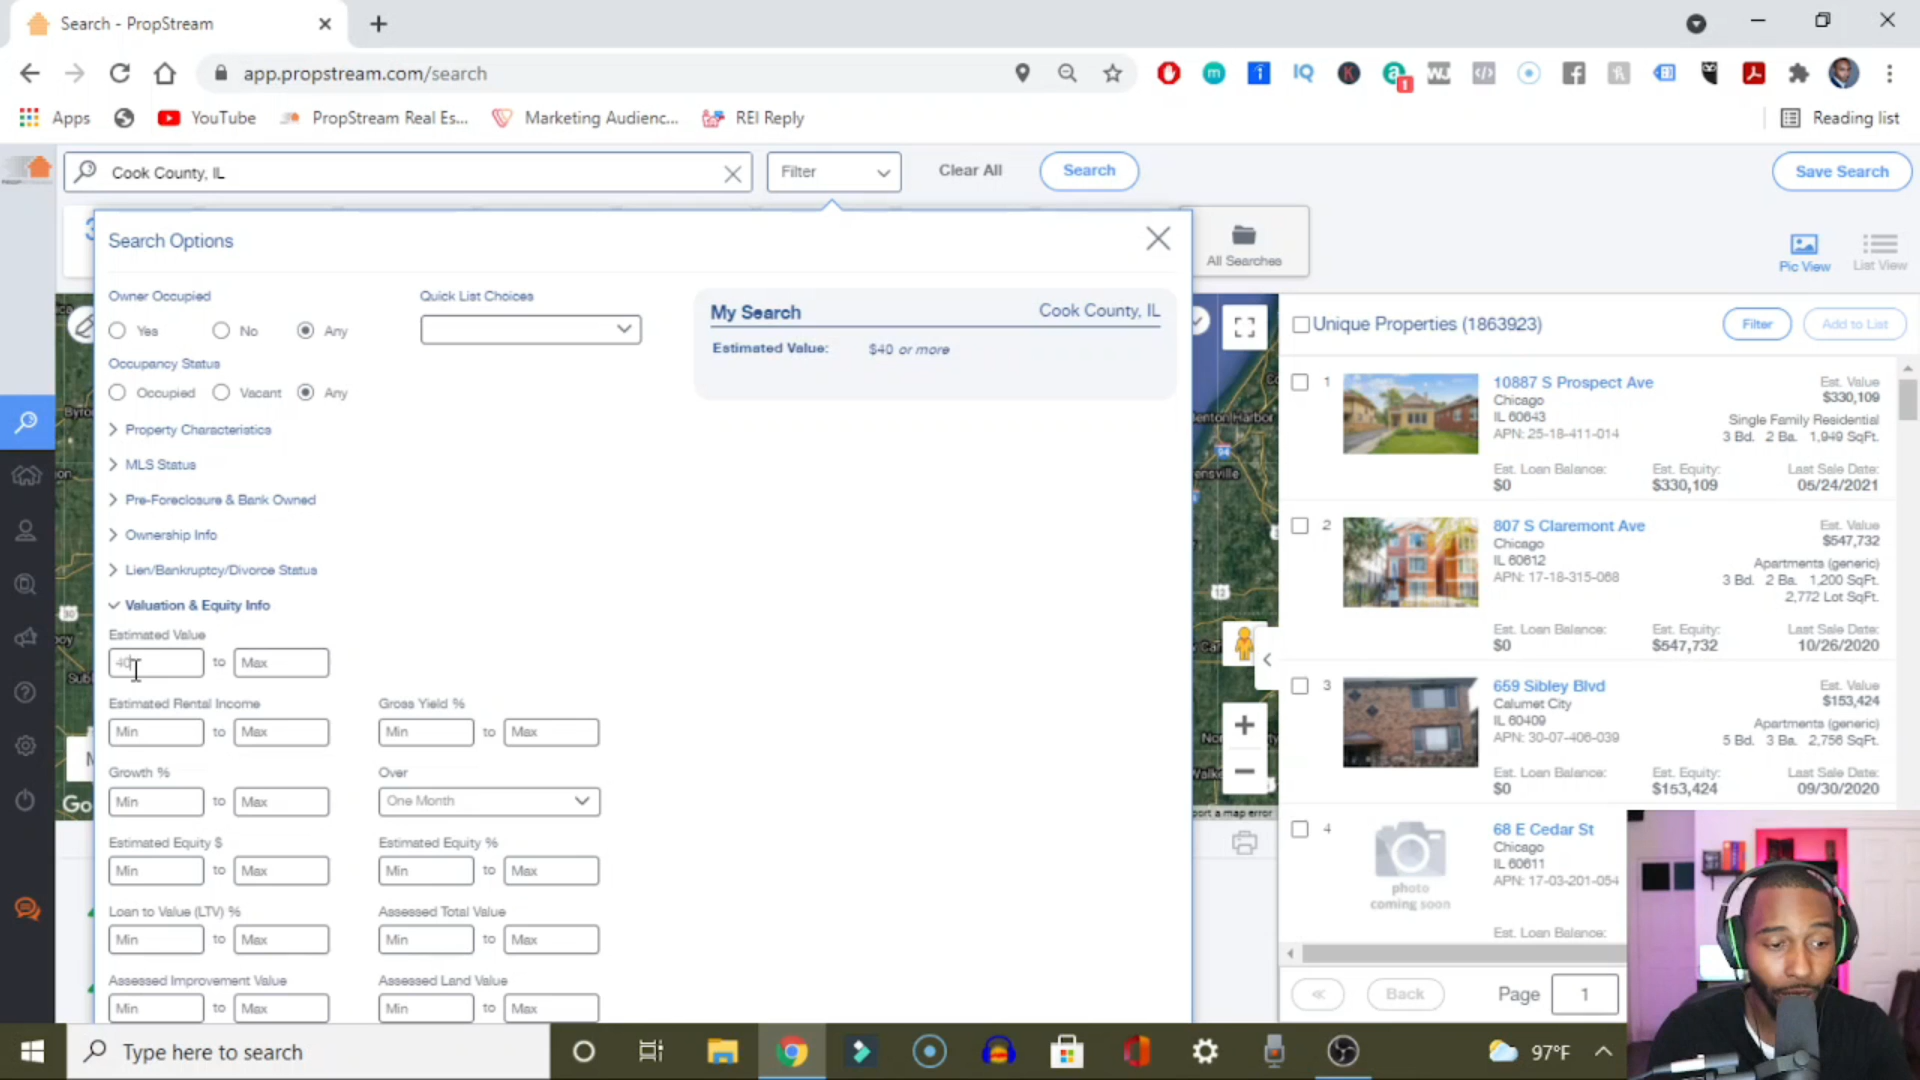 Search - PropStream
app.propstream.com/search
Apps
YouTube
PropStream Real Es...
Marketing Audienc...
REI Reply
Reading list
Cook County, IL
Filter
Clear All
Search
Save Search
Search Options
All Searches
Pic View
List View
Owner Occupied
Yes
No
Any
Quick List Choices
Occupancy Status
Occupied
Vacant
Any
Property Characteristics
MLS Status
Pre-Foreclosure & Bank Owned
Ownership Info
Lien/Bankruptcy/Divorce Status
Valuation & Equity Info
Estimated Value
40
to
Max
Estimated Rental Income
Min
to
Max
Gross Yield %
Min
to
Max
Growth %
Min
to
Max
Over
One Month
Estimated Equity $
Min
to
Max
Estimated Equity %
Min
to
Max
Loan to Value (LTV) %
Min
to
Max
Assessed Total Value
Min
to
Max
Assessed Improvement Value
Min
to
Max
Assessed Land Value
Min
to
Max
My Search
Cook County, IL
Estimated Value:
$40 or more
Unique Properties (1863923)
Filter
Add to List
1
10887 S Prospect Ave
Chicago
IL 60643
APN: 25-18-411-014
Est. Value
$330,109
Single Family Residential
3 Bd. 2 Ba. 1,949 SqFt.
Est. Loan Balance:
$0
Est. Equity:
$330,109
Last Sale Date:
05/24/2021
2
807 S Claremont Ave
Chicago
IL 60612
APN: 17-18-315-068
Est. Value
$547,732
Apartments (generic)
3 Bd. 2 Ba. 1,200 SqFt.
2,772 Lot SqFt.
Est. Loan Balance:
$0
Est. Equity:
$547,732
Last Sale Date:
10/26/2020
3
659 Sibley Blvd
Calumet City
IL 60409
APN: 30-07-406-039
Est. Value
$153,424
Apartments (generic)
5 Bd. 3 Ba. 2,756 SqFt.
Est. Loan Balance:
$0
Est. Equity:
$153,424
Last Sale Date:
09/30/2020
4
photo
coming soon
68 E Cedar St
Chicago
IL 60611
APN: 17-03-201-054
Est. Loan Balance:
Back
Page
1
Type here to search
97°F